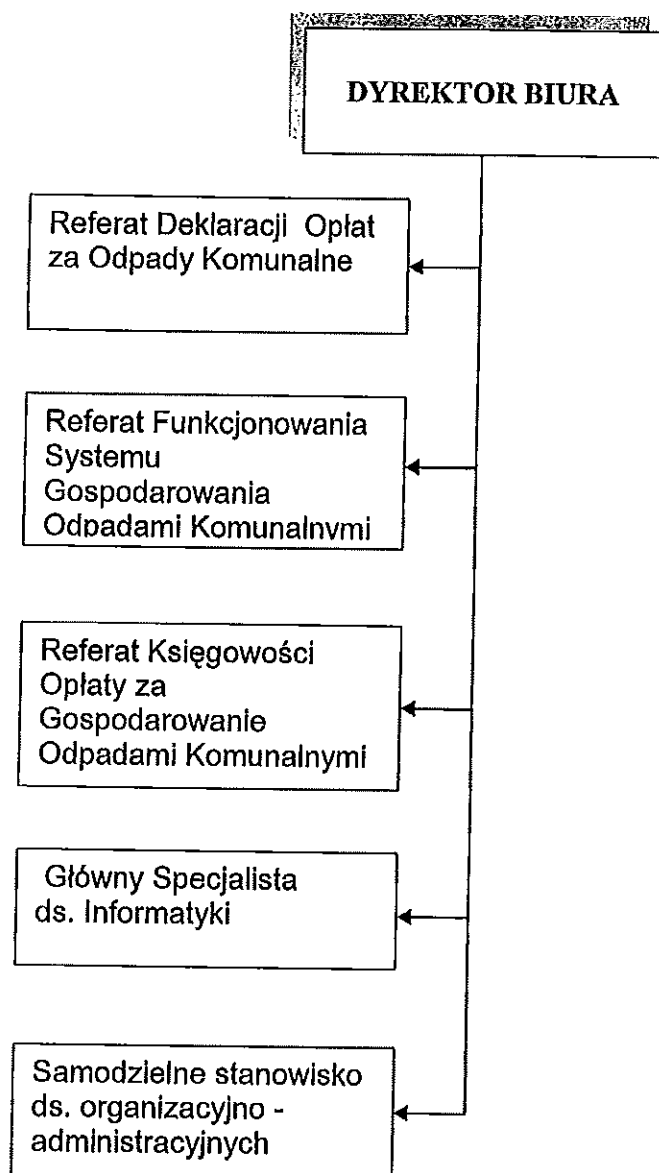 DYREKTOR BIURA
Referat Deklaracji Opłat
za Odpady Komunalne
Referat Funkcjonowania
Systemu
Gospodarowania
Odpadami Komunalnymi
Referat Księgowości
Opłaty za
Gospodarowanie
Odpadami Komunalnymi
Główny Specjalista
ds. Informatyki
Samodzielne stanowisko
ds. organizacyjno -
administracyjnych